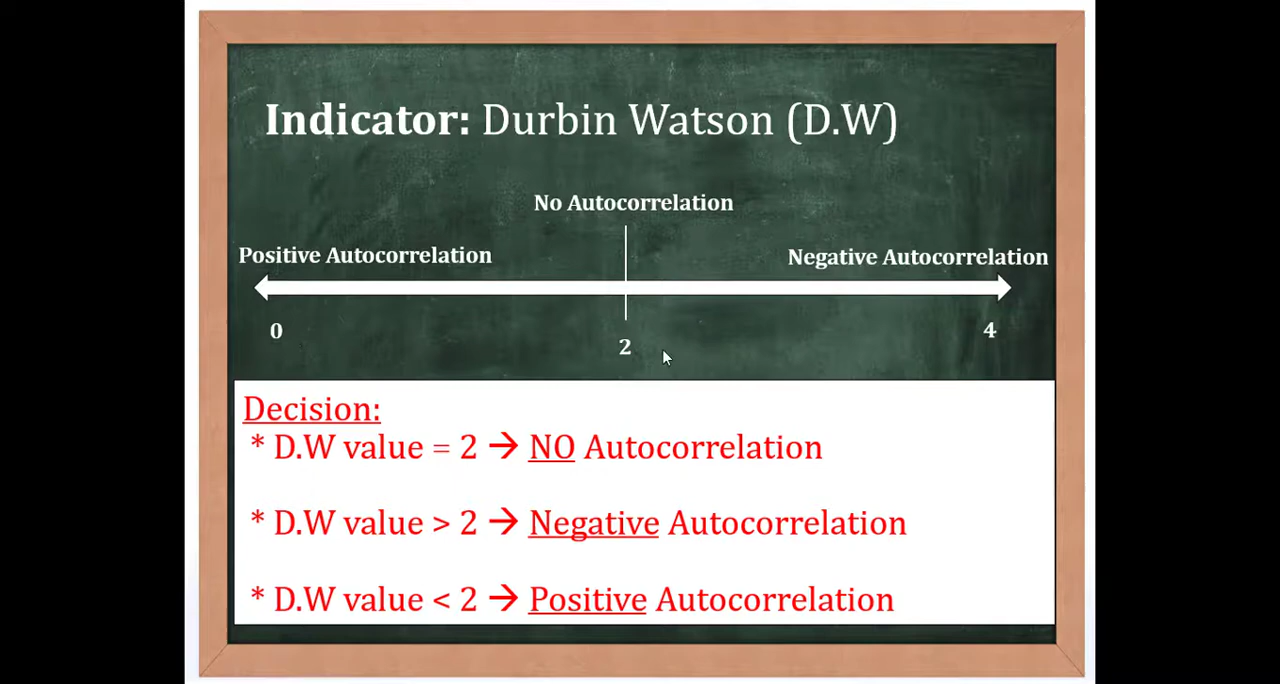 Indicator: Durbin Watson (D.W)
No Autocorrelation
Positive Autocorrelation
Negative Autocorrelation
0
2
4
Decision:
* D.W value = 2 → NO Autocorrelation
* D.W value > 2 → Negative Autocorrelation
* D.W value < 2 → Positive Autocorrelation